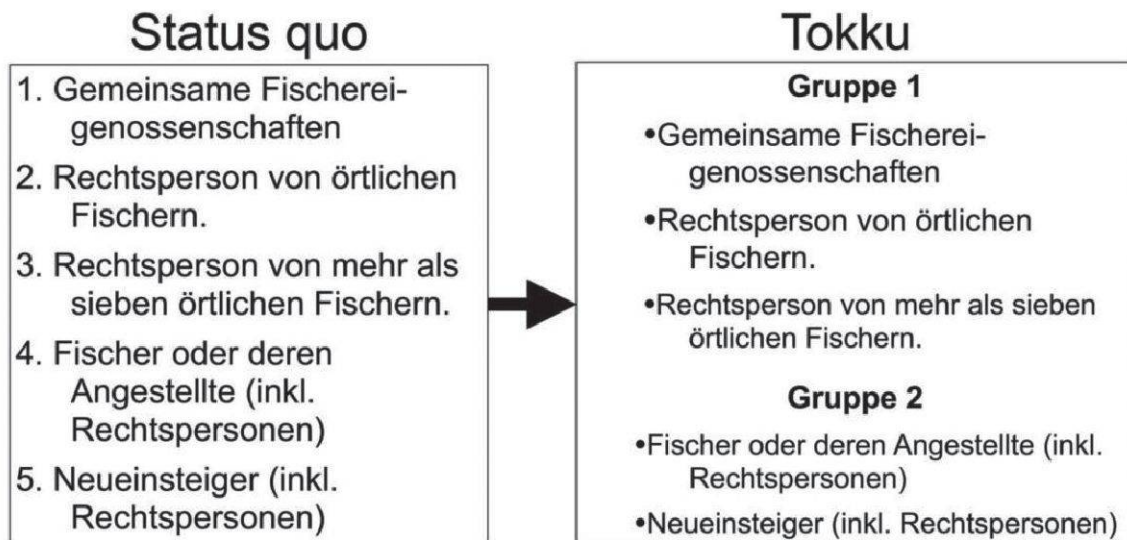 Status quo
1. Gemeinsame Fischerei-
genossenschaften
2. Rechtsperson von örtlichen
Fischern.
3. Rechtsperson von mehr als
sieben örtlichen Fischern.
4. Fischer oder deren
Angestellte (inkl.
Rechtspersonen)
5. Neueinsteiger (inkl.
Rechtspersonen)
Tokku
Gruppe 1
•Gemeinsame Fischerei-
genossenschaften
•Rechtsperson von örtlichen
Fischern.
•Rechtsperson von mehr als sieben
örtlichen Fischern.
Gruppe 2
•Fischer oder deren Angestellte (inkl.
Rechtspersonen)
•Neueinsteiger (inkl. Rechtspersonen)